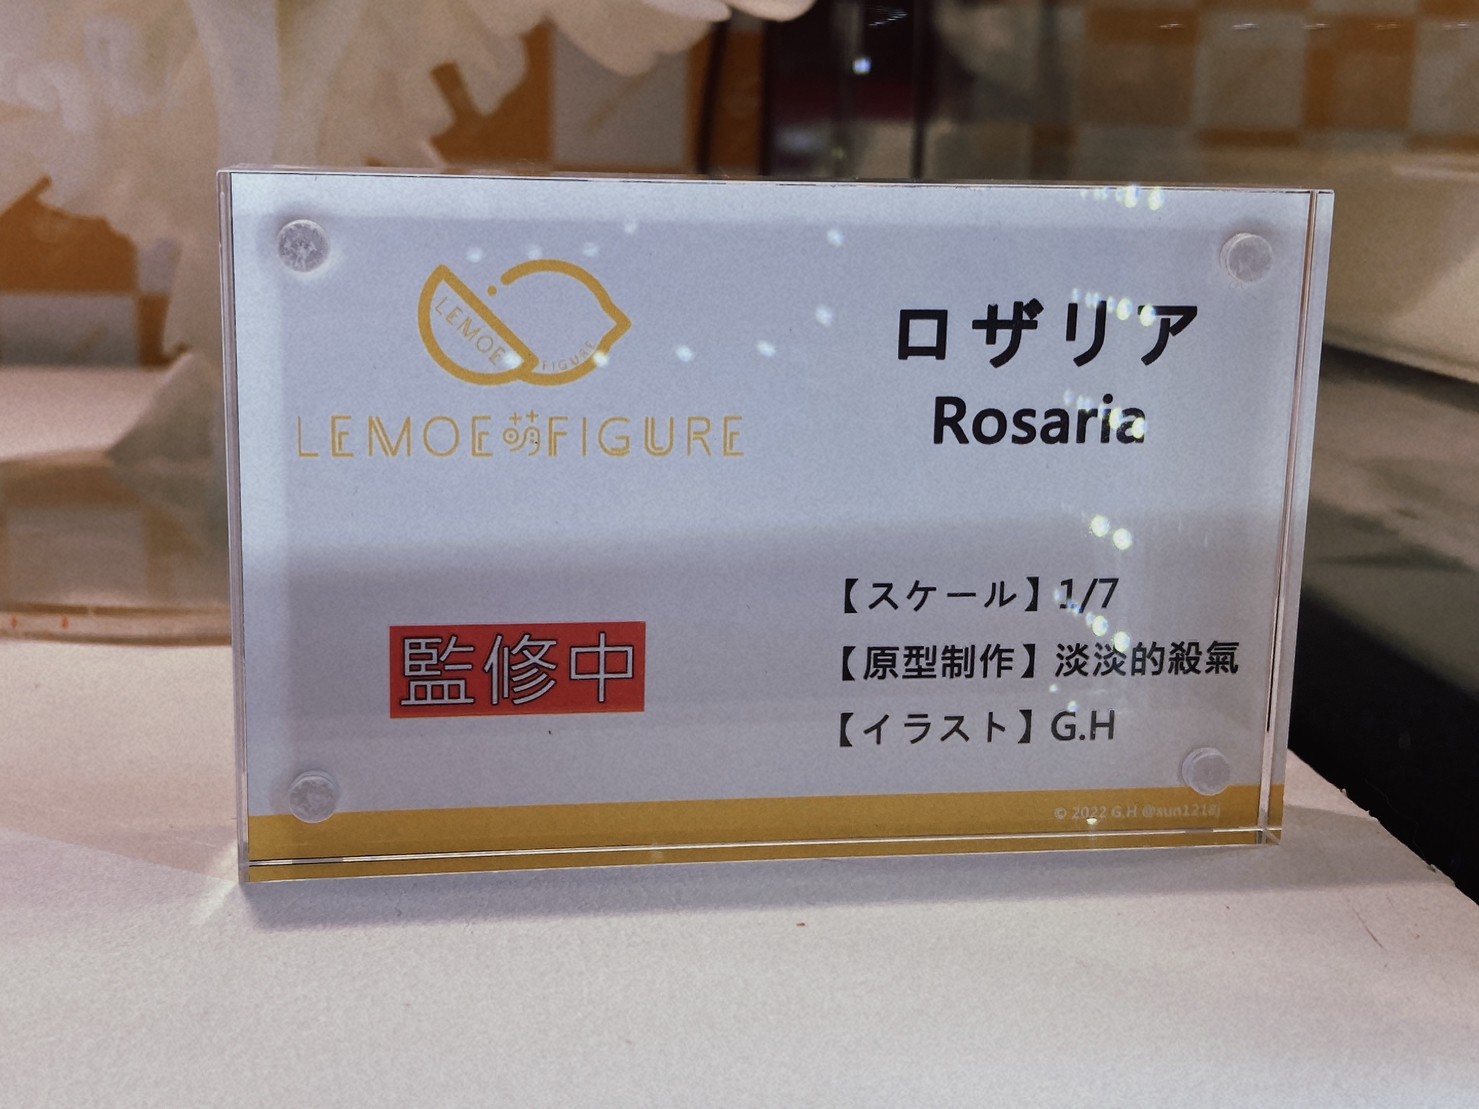 LEMOE
FIGURE
LEMOE萌FIGURE
ロザリア
Rosaria
監修中
【スケール】1/7
【原型制作】淡淡的殺氣
【イラスト】G.H
© 2022 G.H @sun1218j